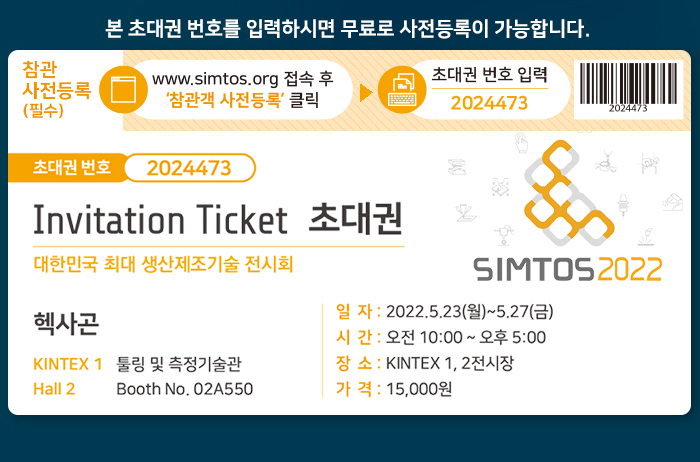 본 초대권 번호를 입력하시면 무료로 사전등록이 가능합니다.
참관
사전등록
(필수)
www.simtos.org 접속 후
'참관객 사전등록' 클릭
초대권 번호 입력
2024473
2024473
초대권 번호
2024473
Invitation Ticket 초대권
대한민국 최대 생산제조기술 전시회
SIMTOS2022
헥사곤
KINTEX 1 툴링 및 측정기술관
Hall 2 Booth No. 02A550
일 자 : 2022.5.23(월)~5.27(금)
시 간 : 오전 10:00 ~ 오후 5:00
장 소 : KINTEX 1, 2전시장
가 격 : 15,000원